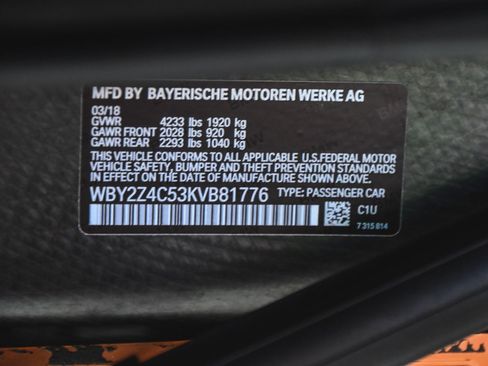 MFD BY BAYERISCHE MOTOREN WERKE AG
03/18
GVWR 4233 lbs 1920 kg
GAWR FRONT 2028 lbs 920 kg
GAWR REAR 2293 lbs 1040 kg
THIS VEHICLE CONFORMS TO ALL APPLICABLE U.S.FEDERAL MOTOR
VEHICLE SAFETY, BUMPER AND THEFT PREVENTION STANDARDS IN
EFFECT ON THE DATE OF MANUFACTURE SHOWN ABOVE.
WBY2Z4C53KVB81776 TYPE: PASSENGER CAR
C1U
7 315 814